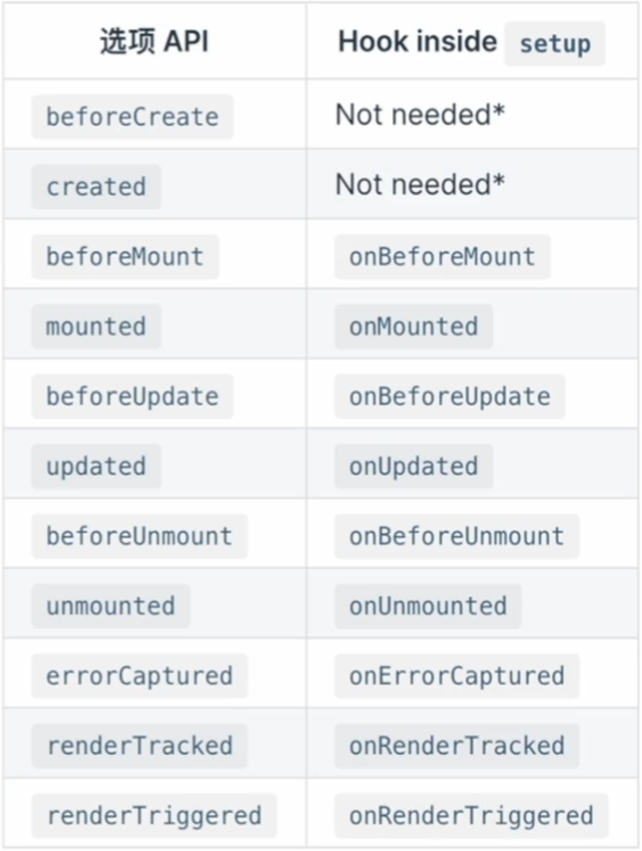 选项 API Hook inside setup
beforeCreate Not needed*
created Not needed*
beforeMount onBeforeMount
mounted onMounted
beforeUpdate onBeforeUpdate
updated onUpdated
beforeUnmount onBeforeUnmount
unmounted onUnmounted
errorCaptured onErrorCaptured
renderTracked onRenderTracked
renderTriggered onRenderTriggered